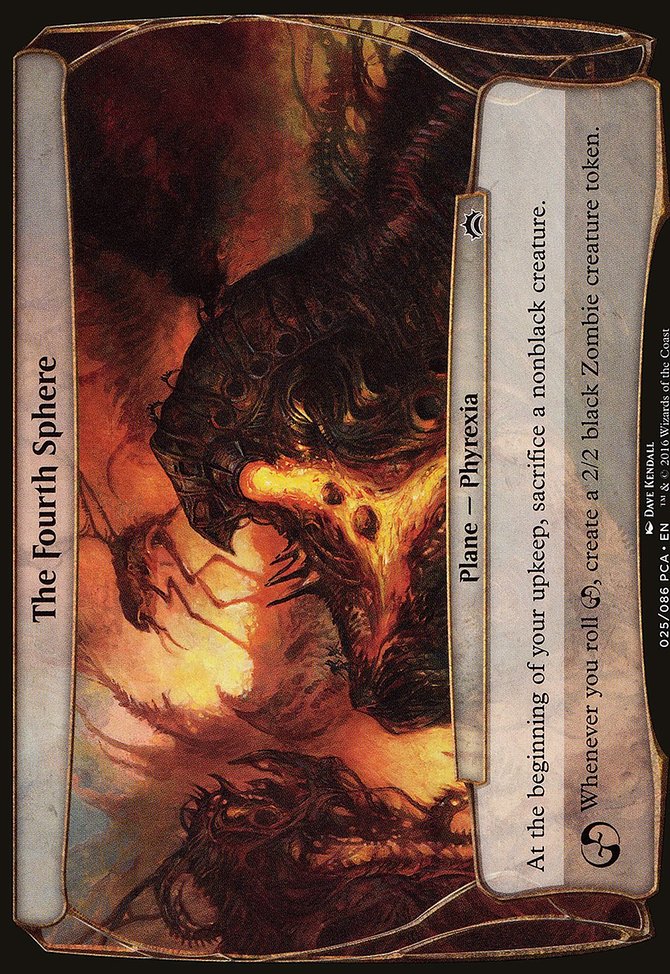 The Fourth Sphere
Plane — Phyrexia
At the beginning of your upkeep, sacrifice a nonblack creature.
Whenever you roll , create a 2/2 black Zombie creature token.
DAVE KENDALL
025/086 PCA • EN ™ & © 2016 Wizards of the Coast